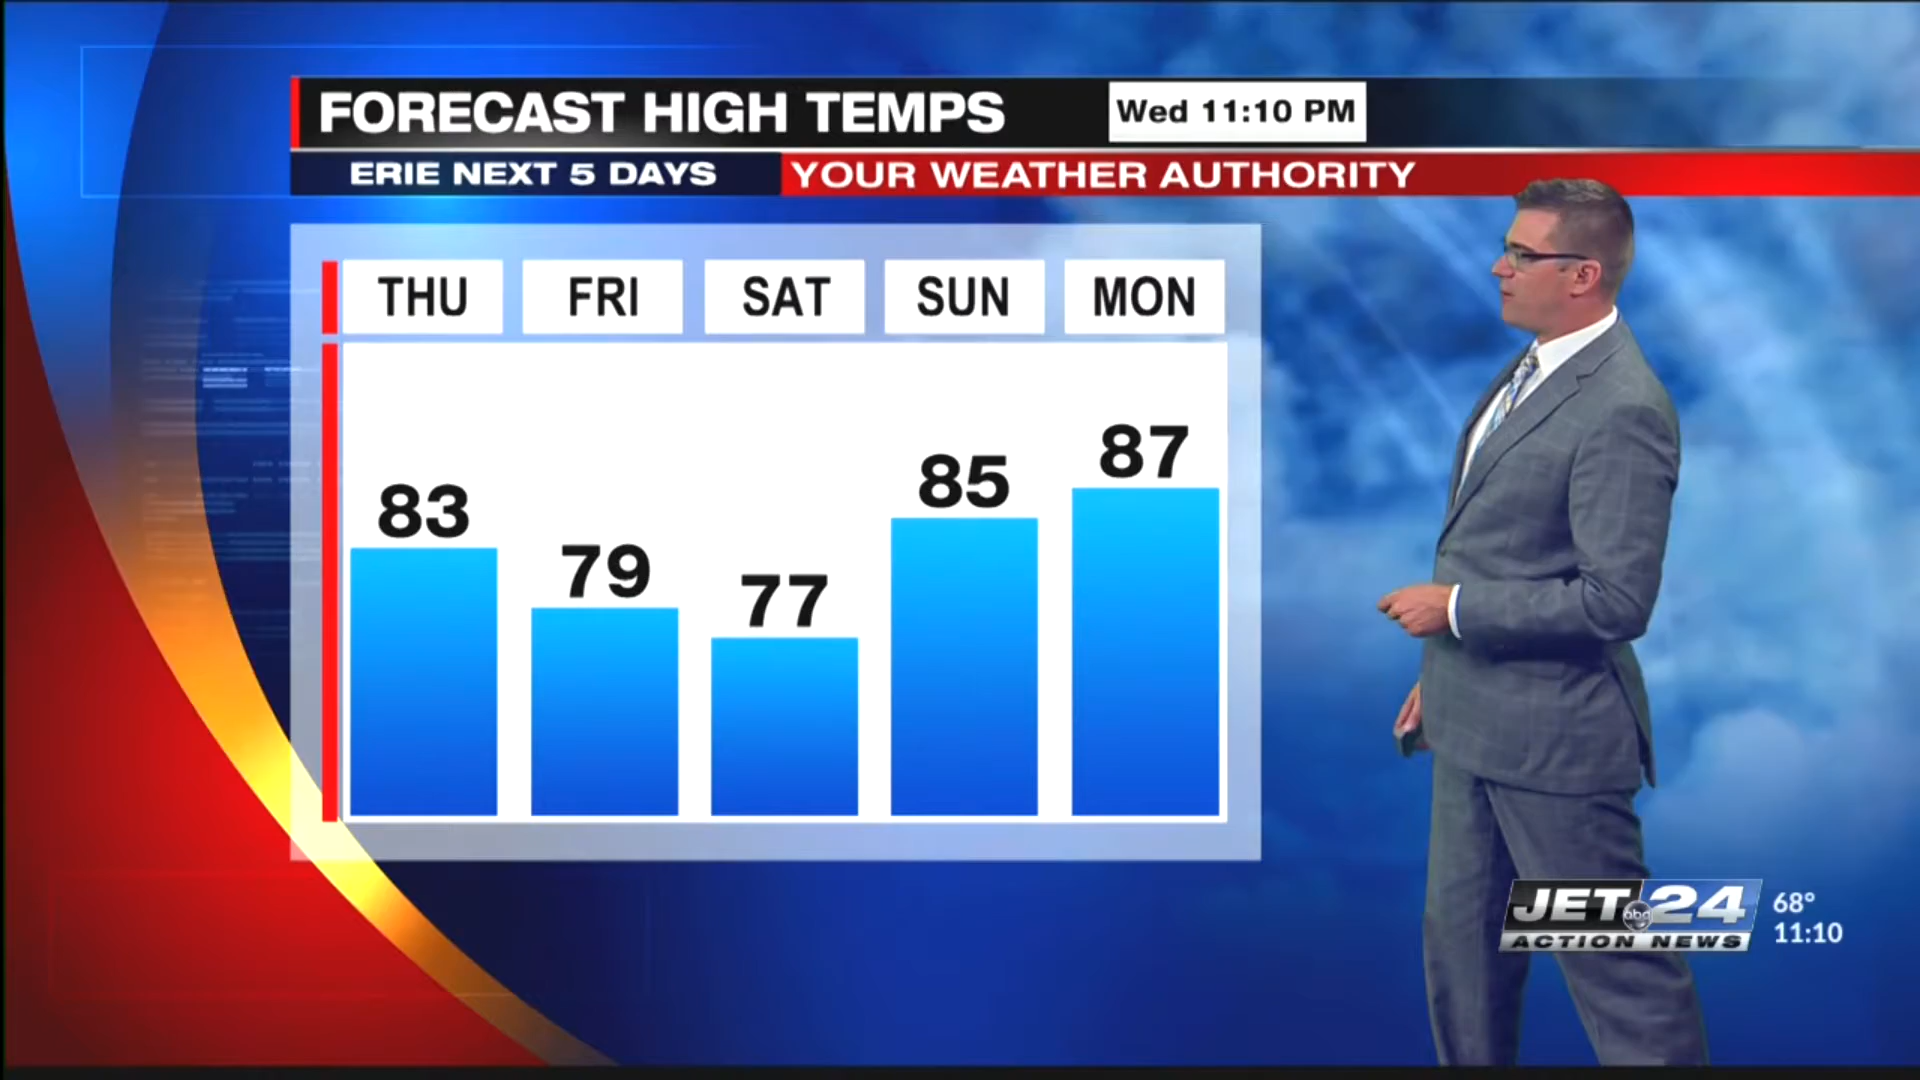 FORECAST HIGH TEMPS
Wed 11:10 PM
ERIE NEXT 5 DAYS
YOUR WEATHER AUTHORITY
THU FRI SAT SUN MON
83 79 77 85 87
JET abc 24
ACTION NEWS
68°
11:10